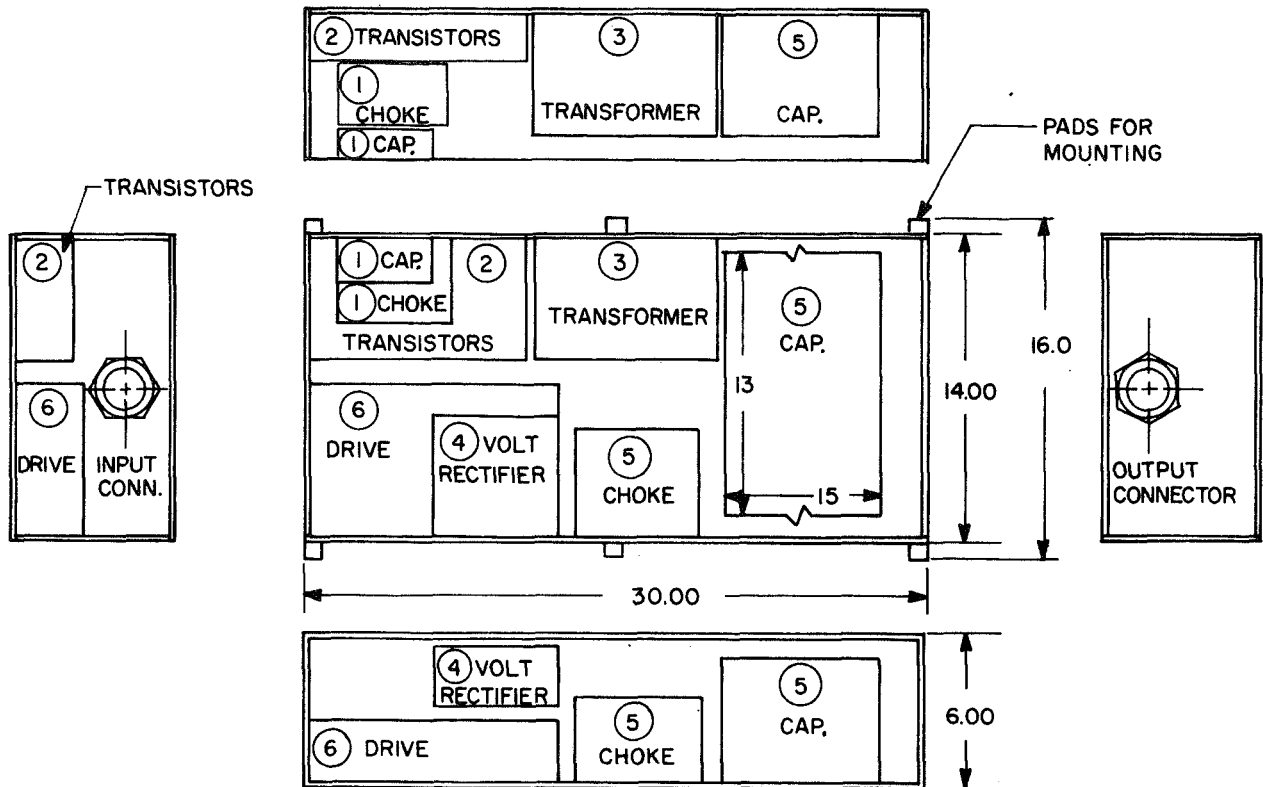 2 TRANSISTORS
3
TRANSFORMER
5
CAP.
1
CHOKE
1 CAP.
PADS FOR
MOUNTING
TRANSISTORS
2
6
DRIVE
INPUT
CONN.
1 CAP.
2
1 CHOKE
TRANSISTORS
3
TRANSFORMER
5
CAP.
13
15
6
DRIVE
4 VOLT
RECTIFIER
5
CHOKE
14.00
16.0
OUTPUT
CONNECTOR
30.00
4 VOLT
RECTIFIER
6 DRIVE
5
CHOKE
5
CAP.
6.00